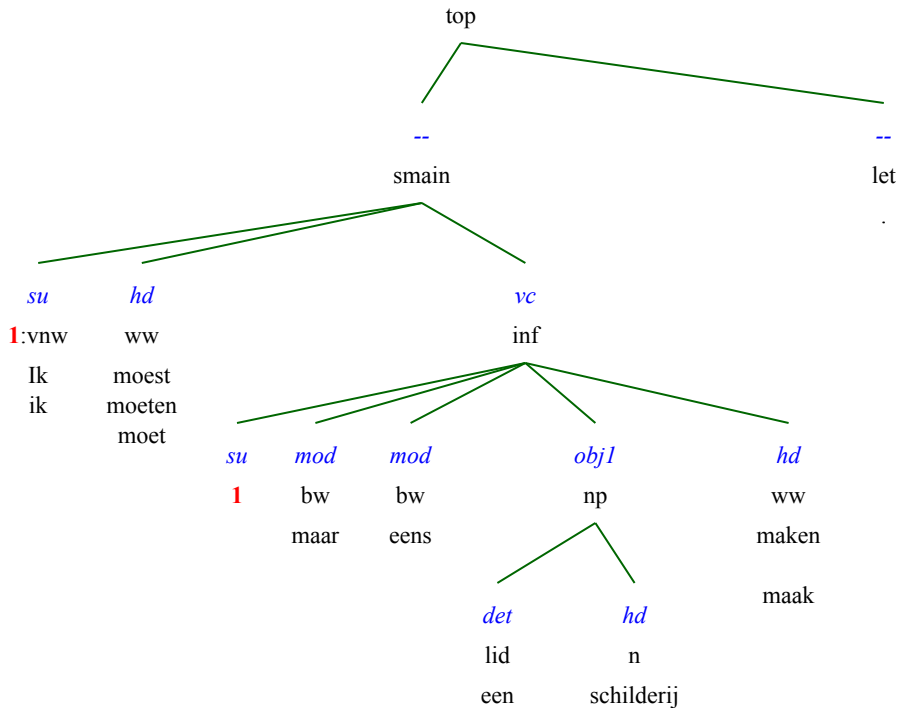 top
-- --
smain let
.
su hd vc
1:vnw ww inf
Ik moest
ik moeten
moet
su mod mod obj1 hd
1 bw bw np ww
maar eens maken
maak
det hd
lid n
een schilderij